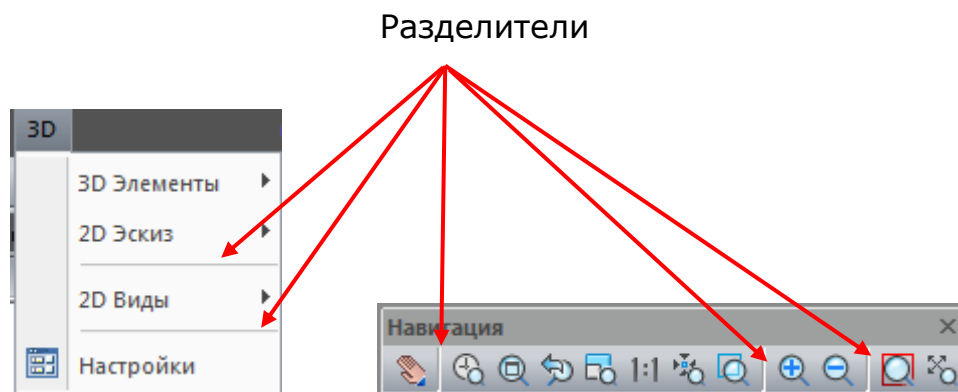 Разделители
3D
3D Элементы
2D Эскиз
2D Виды
Настройки
Навигация
1:1